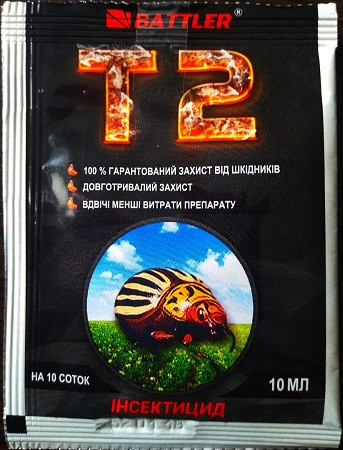 BATTLER®
T2
100 % ГАРАНТОВАНИЙ ЗАХИСТ ВІД ШКІДНИКІВ
ДОВГОТРИВАЛИЙ ЗАХИСТ
ВДВІЧІ МЕНШІ ВИТРАТИ ПРЕПАРАТУ
НА 10 СОТОК
10 МЛ
ІНСЕКТИЦИД